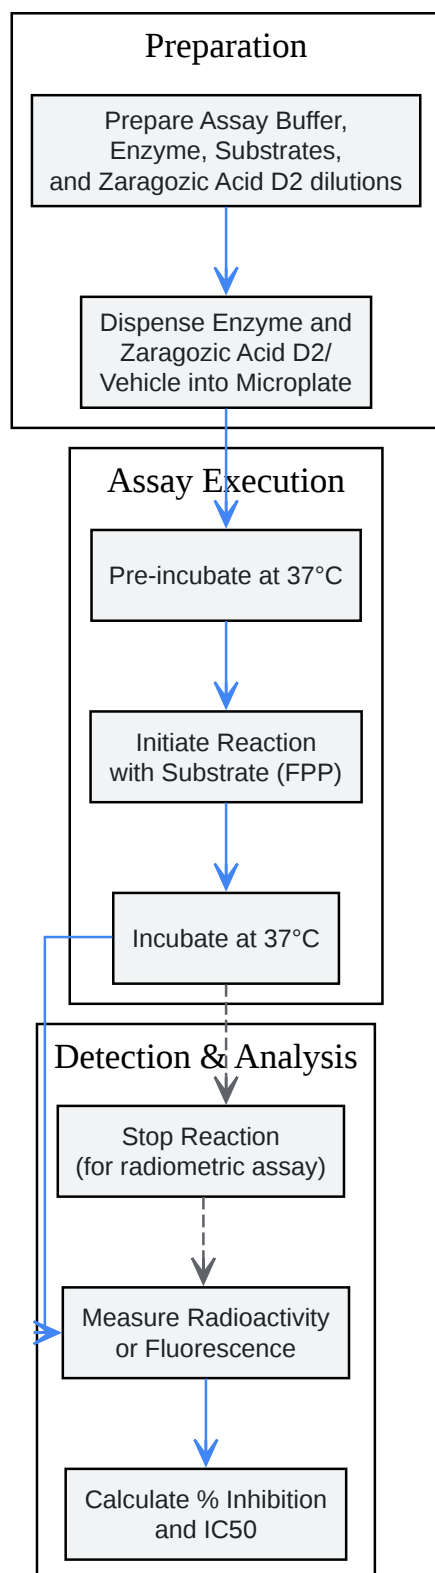 Preparation
Prepare Assay Buffer,
Enzyme, Substrates,
and Zaragozic Acid D2 dilutions
Dispense Enzyme and
Zaragozic Acid D2/
Vehicle into Microplate
Assay Execution
Pre-incubate at 37°C
Initiate Reaction
with Substrate (FPP)
Incubate at 37°C
Detection & Analysis
Stop Reaction
(for radiometric assay)
Measure Radioactivity
or Fluorescence
Calculate % Inhibition
and IC50